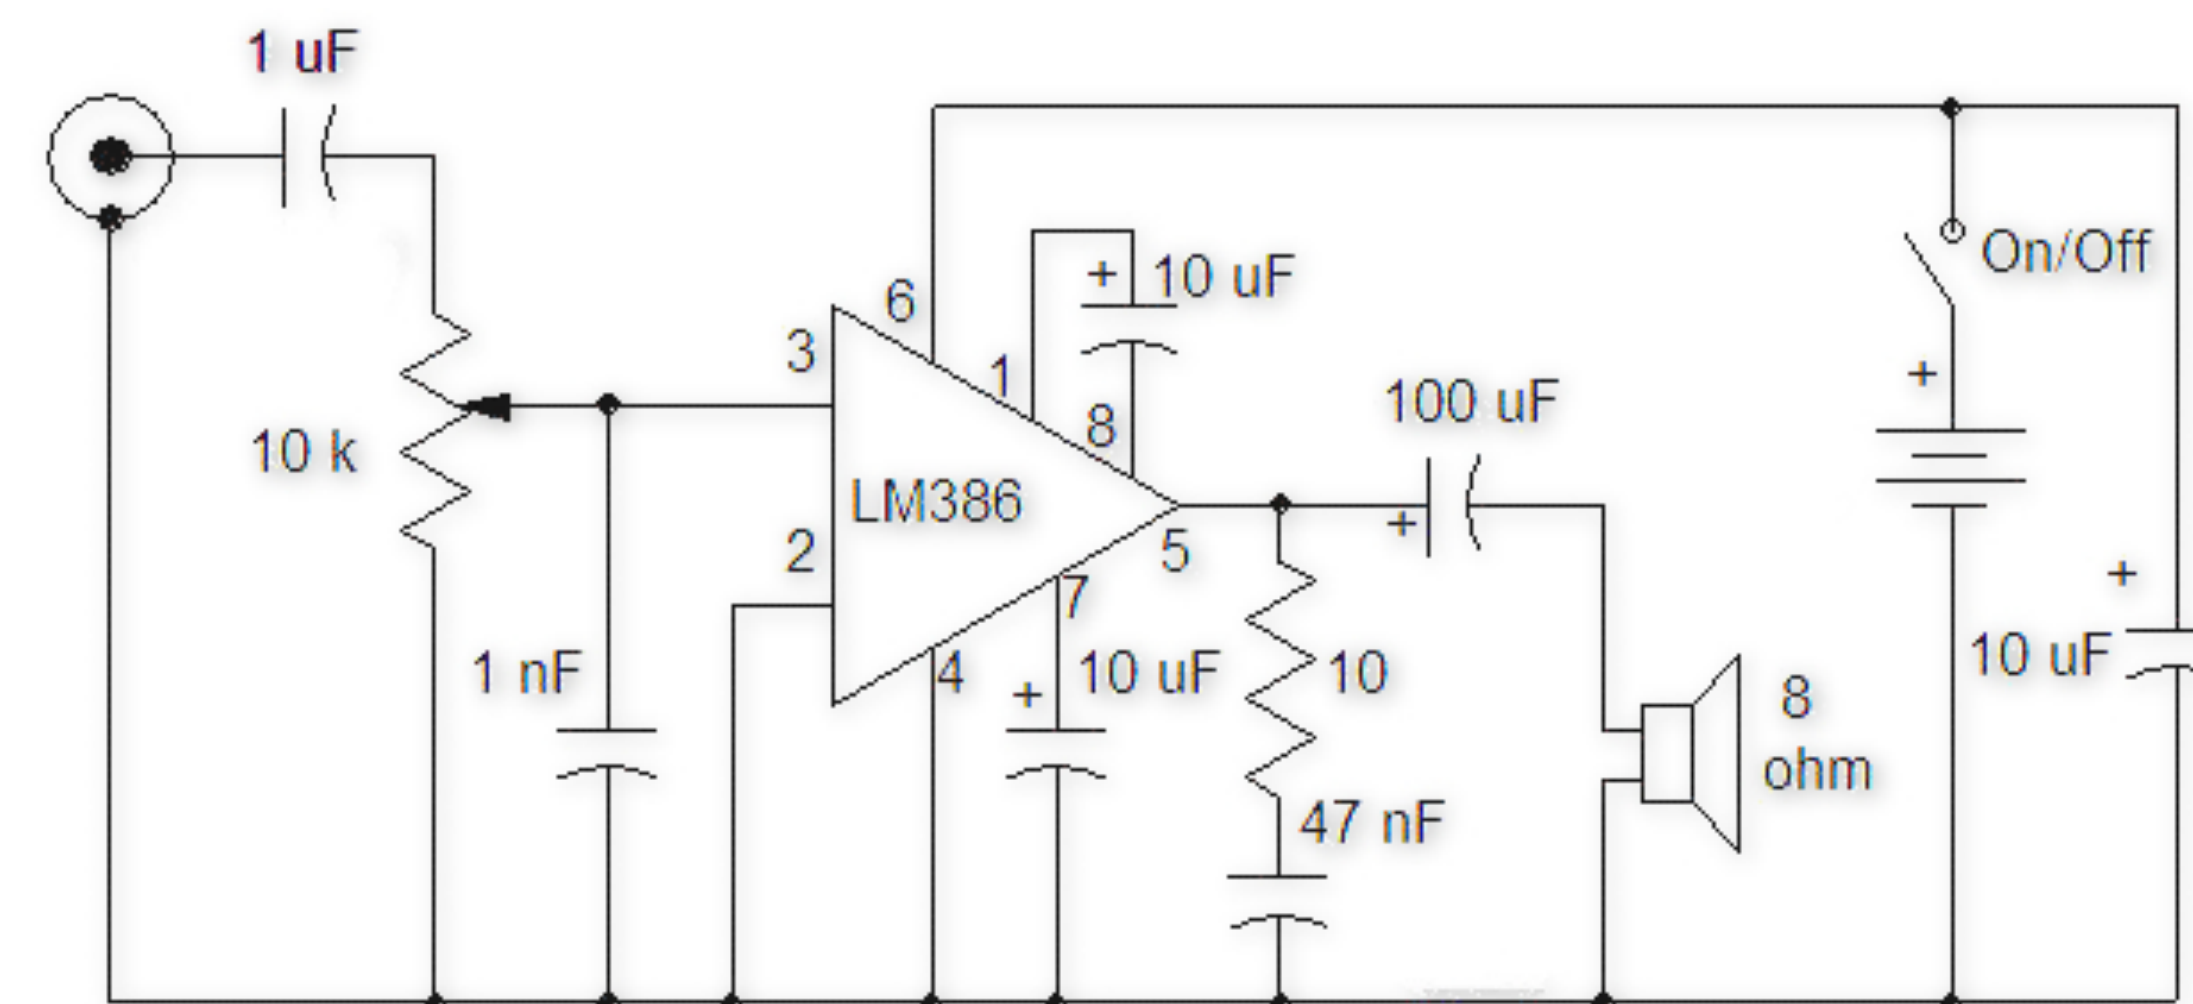 1 uF
On/Off
+ 10 uF
6
3
1
+
8
100 uF
10 k
LM386
+
2
5
+
7
1 nF
4
+
10 uF
10
10 uF
8
ohm
47 nF